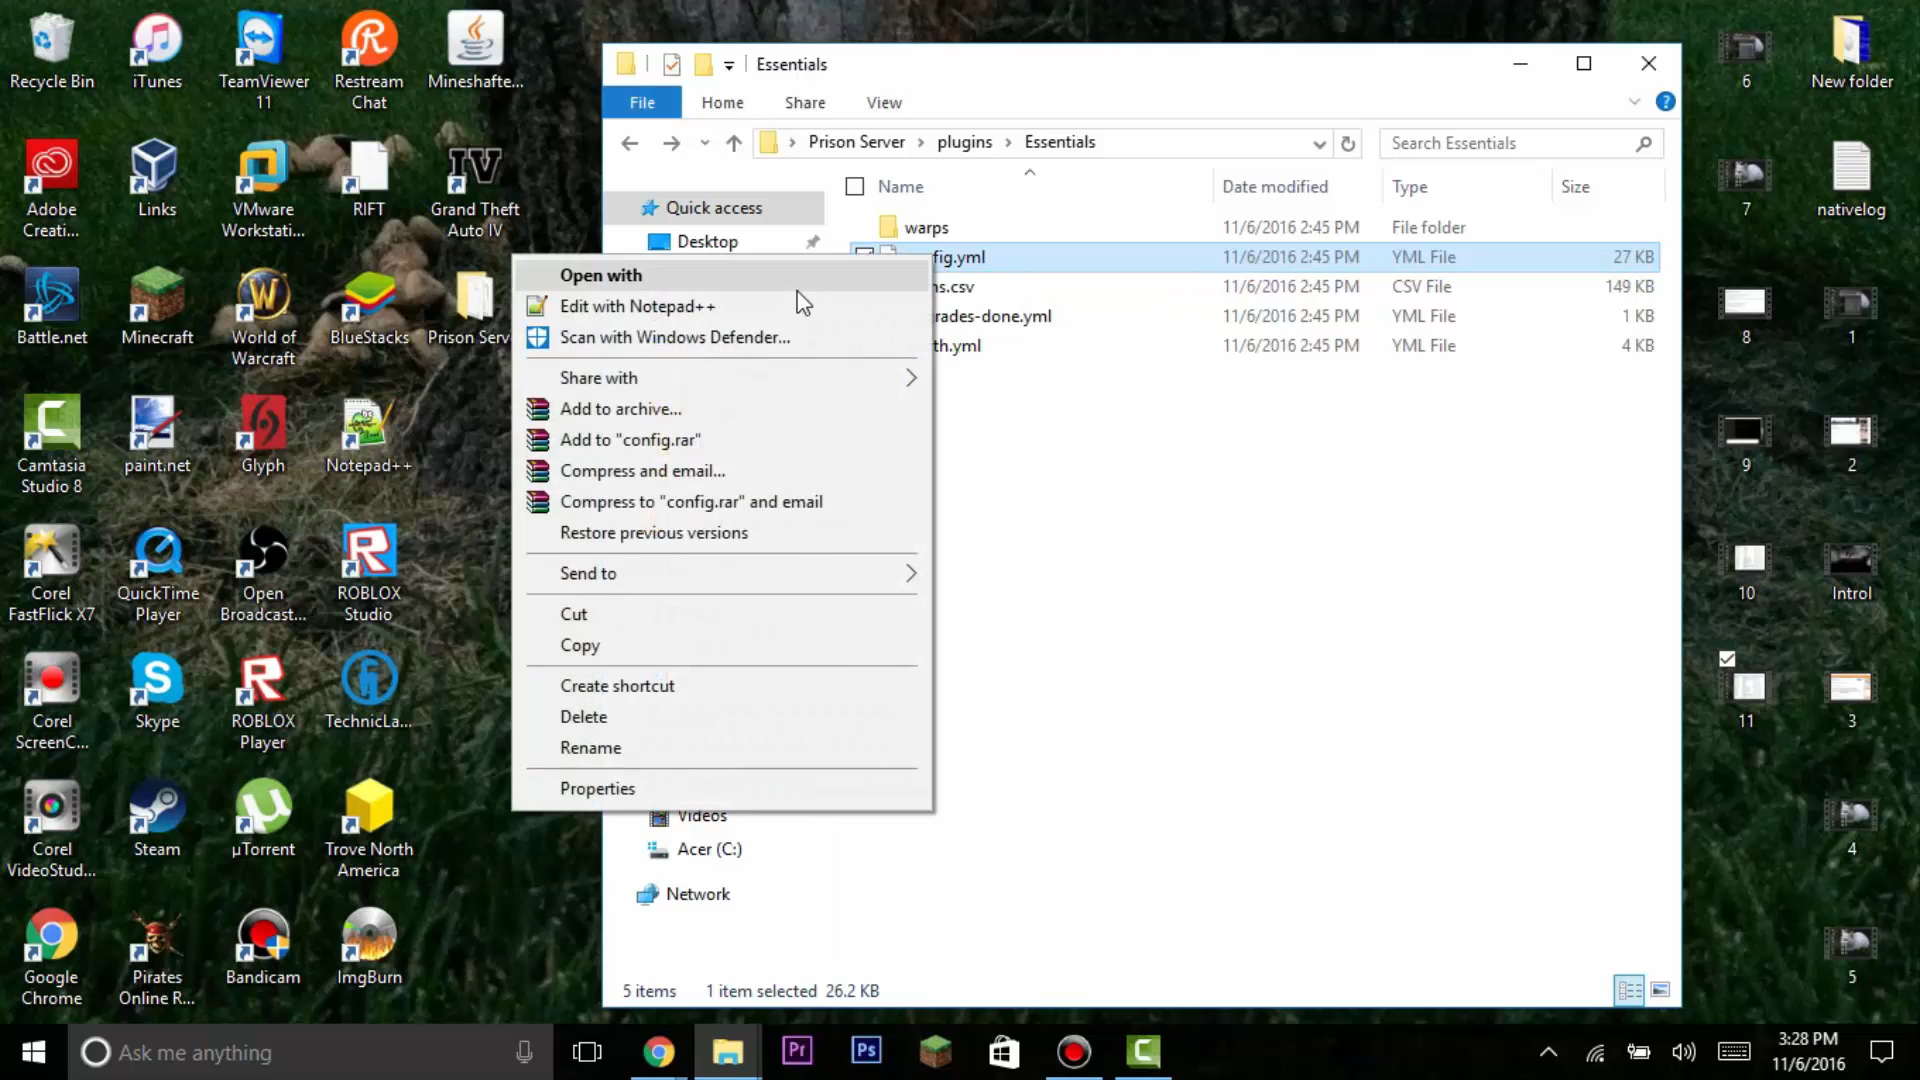 Recycle Bin
iTunes
TeamViewer
11
Restream
Chat
Mineshafte...
Adobe
Creati...
Links
VMware
Workstati...
RIFT
Grand Theft
Auto IV
Battle.net
Minecraft
World of
Warcraft
BlueStacks
Prison Serv
Camtasia
Studio 8
paint.net
Glyph
Notepad++
Corel
FastFlick X7
QuickTime
Player
Open
Broadcast...
ROBLOX
Studio
Corel
ScreenC...
Skype
ROBLOX
Player
TechnicLa...
Corel
VideoStud...
Steam
µTorrent
Trove North
America
Google
Chrome
Pirates
Online R...
Bandicam
ImgBurn
Essentials
File
Home
Share
View
Prison Server
plugins
Essentials
Search Essentials
Name
Date modified
Type
Size
Quick access
Desktop
warps
11/6/2016 2:45 PM
File folder
fig.yml
11/6/2016 2:45 PM
YML File
27 KB
ns.csv
11/6/2016 2:45 PM
CSV File
149 KB
rades-done.yml
11/6/2016 2:45 PM
YML File
1 KB
th.yml
11/6/2016 2:45 PM
YML File
4 KB
Open with
Edit with Notepad++
Scan with Windows Defender...
Share with
Add to archive...
Add to "config.rar"
Compress and email...
Compress to "config.rar" and email
Restore previous versions
Send to
Cut
Copy
Create shortcut
Delete
Rename
Properties
Videos
Acer (C:)
Network
5 items
1 item selected 26.2 KB
6
New folder
7
nativelog
8
1
9
2
10
Introl
11
3
4
5
Ask me anything
Pr
Ps
3:28 PM
11/6/2016